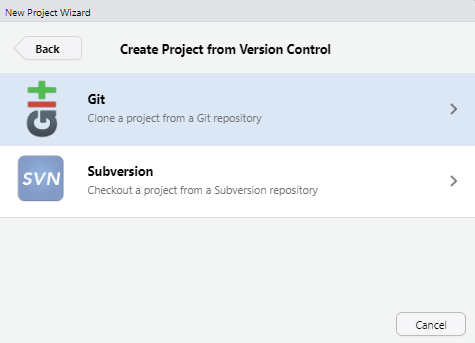 New Project Wizard
Back
Create Project from Version Control
git
Git
Clone a project from a Git repository
SVN
Subversion
Checkout a project from a Subversion repository
Cancel